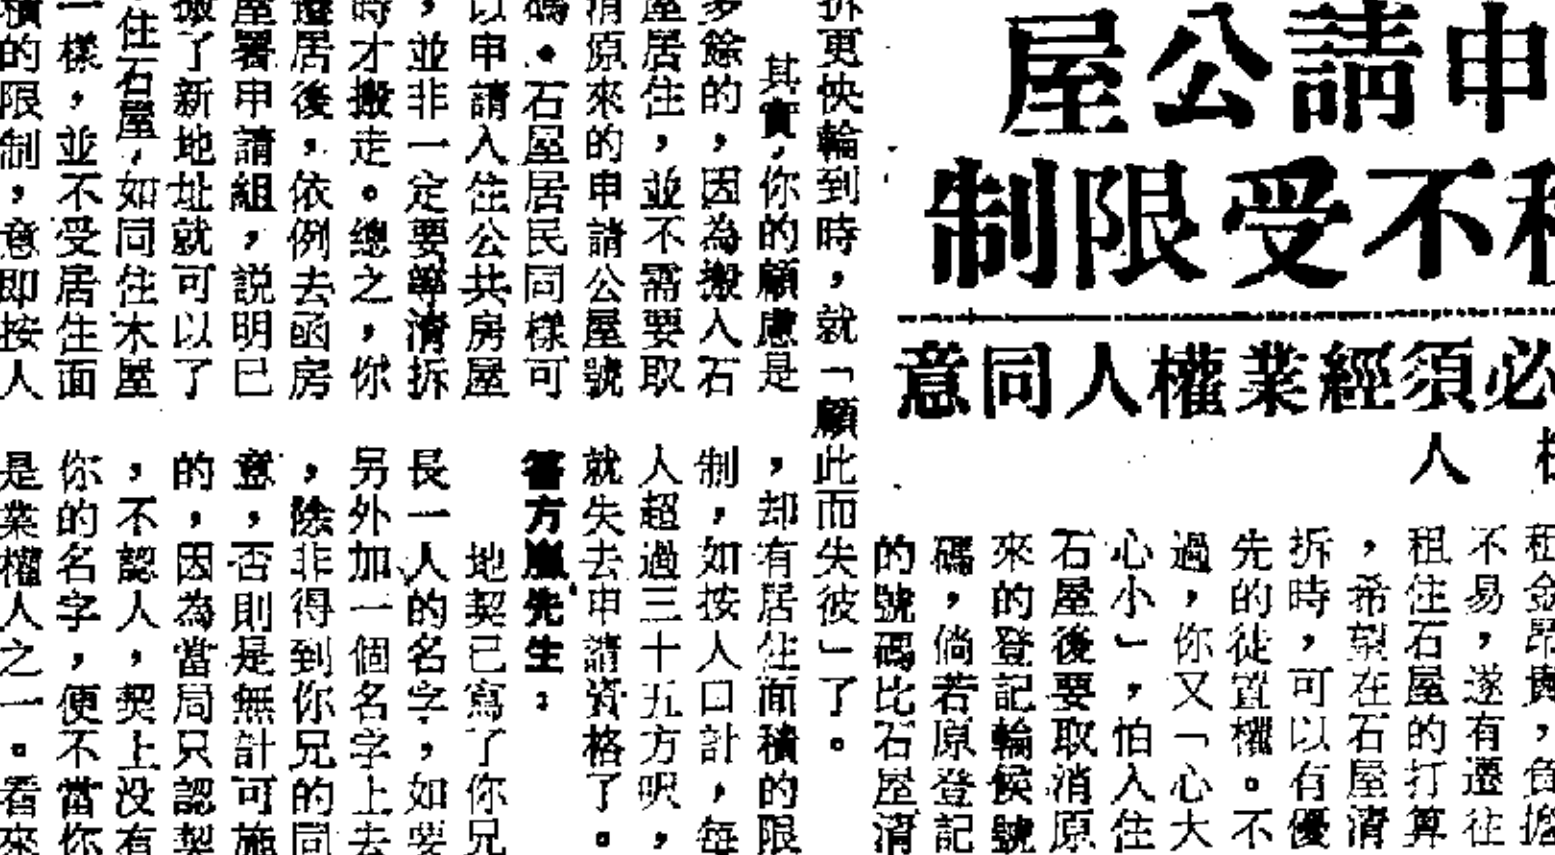 申請公屋
不受限制
必須經業權人同意
人
租金昂貴，負擔
不易，遂有遷往
租住石屋的打算
，希望在石屋清
拆時，可以有優
先的徒置權。不
過，你又「心大
心小」，怕入住
石屋後要取消原
來的登記輪候號
碼，倘若原登記
的號碼比石屋清
拆更快輪到時，就「顧此而失彼」了。
其實，你的顧慮是
多餘的，因為搬入石
屋居住，並不需要取
消原來的申請公屋號
碼。石屋居民同樣可
以申請入住公共房屋
，並非一定要等清拆
時才搬走。總之，你
遷居後，依例去函房
屋署申請組，説明已
搬了新地址就可以了
住石屋，如同住木屋
一樣，並不受居住面
積的限制，意即按人
，却有居住面積的限
制，如按人口計，每
人超過三十五方呎，
就失去申請資格了。
答方嵐先生：
地契已寫了你兄
長一人的名字，如要
另外加一個名字上去
，除非得到你兄的同
意，否則是無計可施
的，因為當局只認契
，不認人，契上没有
你的名字，便不當你
是業權人之一。看來